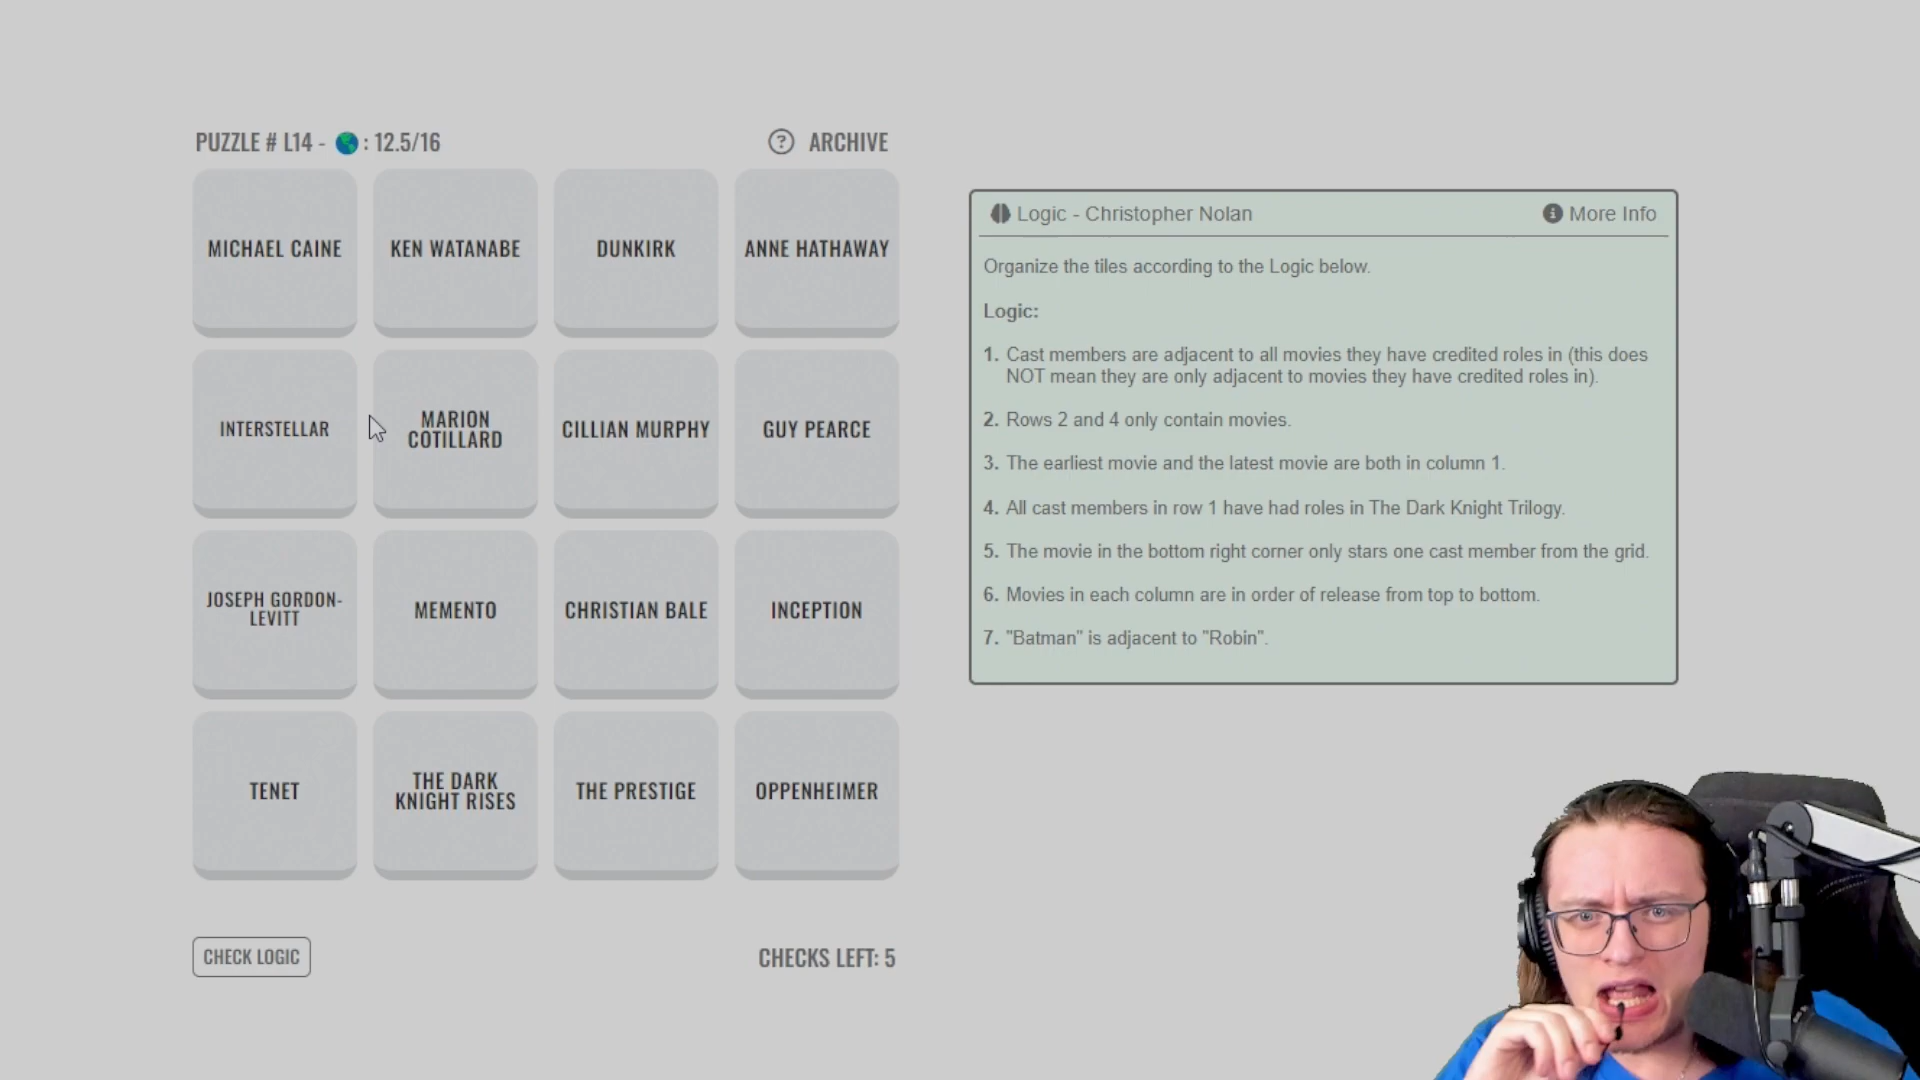 PUZZLE # L14 - : 12.5/16
? ARCHIVE
MICHAEL CAINE
KEN WATANABE
DUNKIRK
ANNE HATHAWAY
INTERSTELLAR
MARION
COTILLARD
CILLIAN MURPHY
GUY PEARCE
JOSEPH GORDON-
LEVITT
MEMENTO
CHRISTIAN BALE
INCEPTION
TENET
THE DARK
KNIGHT RISES
THE PRESTIGE
OPPENHEIMER
CHECK LOGIC
CHECKS LEFT: 5
Logic - Christopher Nolan
More Info
Organize the tiles according to the Logic below.
Logic:
1. Cast members are adjacent to all movies they have credited roles in (this does
NOT mean they are only adjacent to movies they have credited roles in).
2. Rows 2 and 4 only contain movies.
3. The earliest movie and the latest movie are both in column 1.
4. All cast members in row 1 have had roles in The Dark Knight Trilogy.
5. The movie in the bottom right corner only stars one cast member from the grid.
6. Movies in each column are in order of release from top to bottom.
7. "Batman" is adjacent to "Robin".